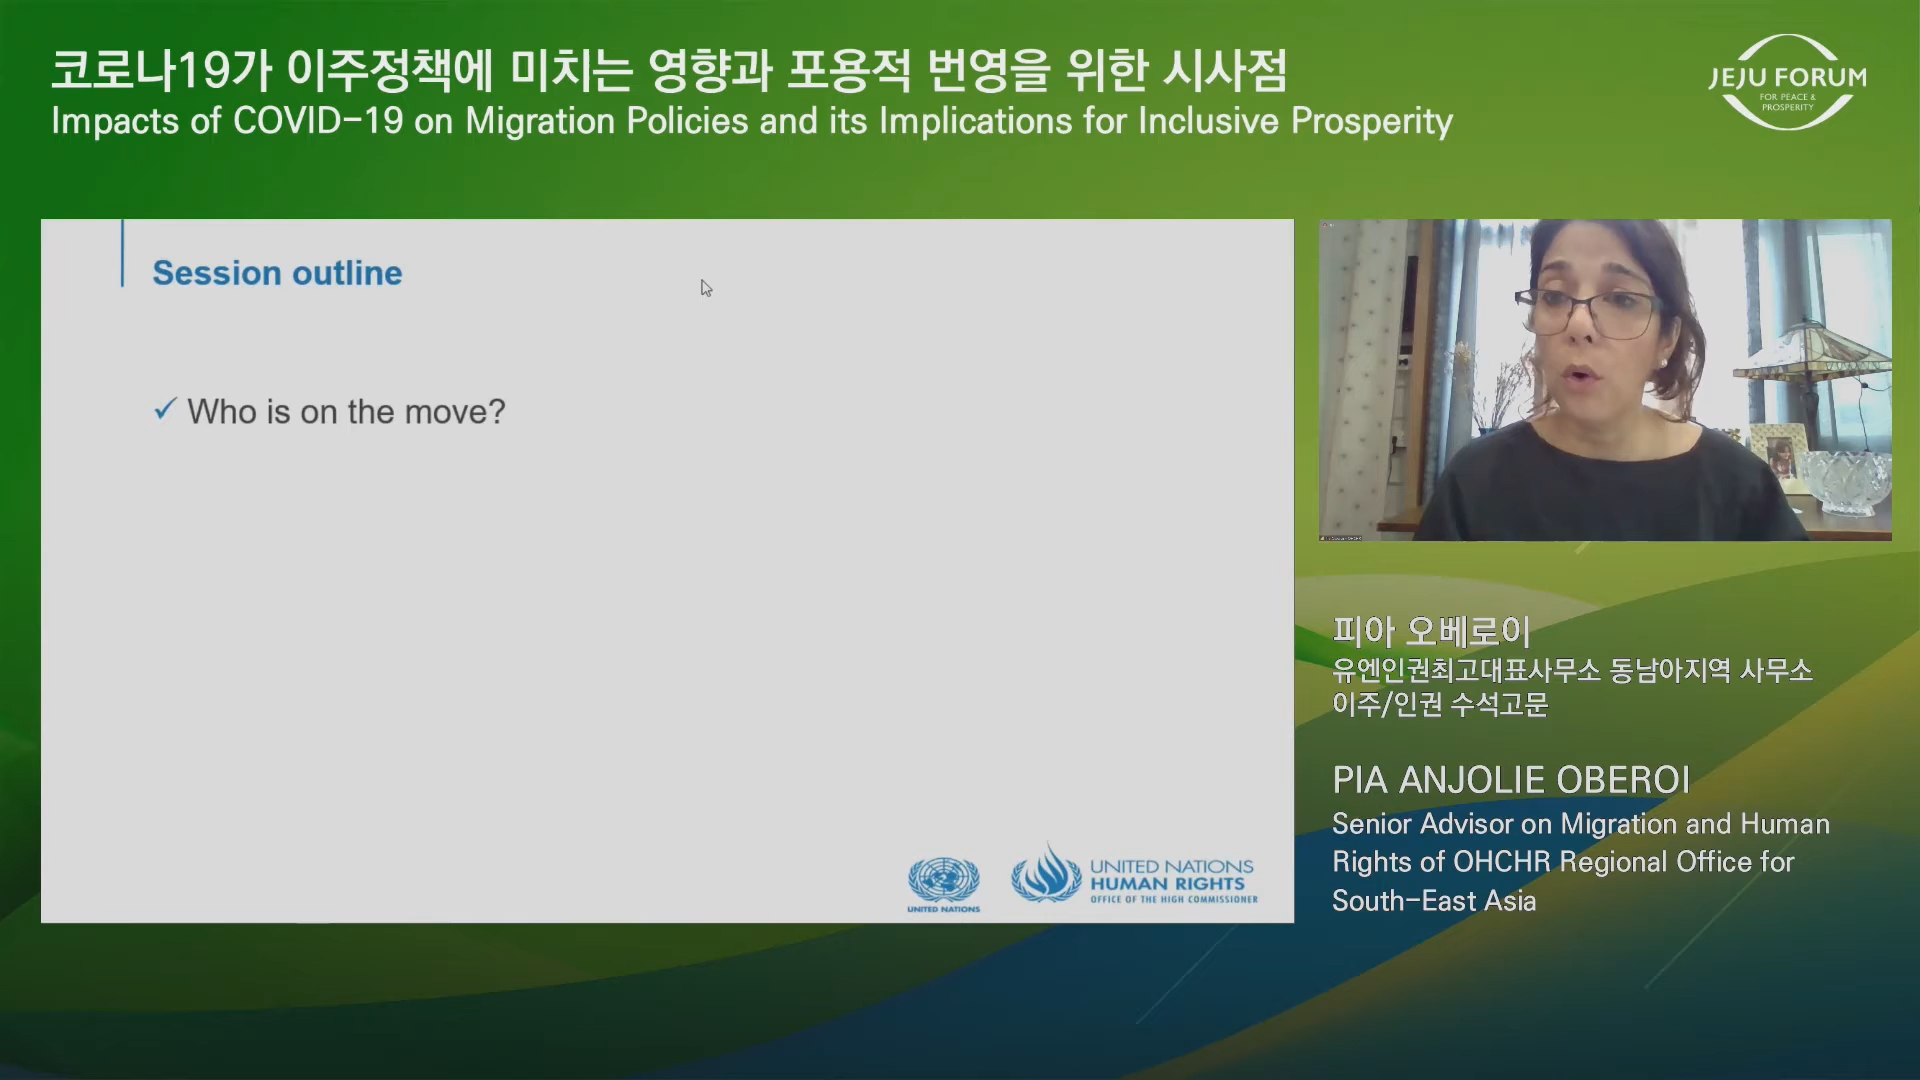 코로나19가 이주정책에 미치는 영향과 포용적 번영을 위한 시사점
Impacts of COVID-19 on Migration Policies and its Implications for Inclusive Prosperity
JEJU FORUM
FOR PEACE &
PROSPERITY
Session outline
✓ Who is on the move?
UNITED NATIONS
UNITED NATIONS
HUMAN RIGHTS
OFFICE OF THE HIGH COMMISSIONER
피아 오베로이
유엔인권최고대표사무소 동남아지역 사무소
이주/인권 수석고문
PIA ANJOLIE OBEROI
Senior Advisor on Migration and Human
Rights of OHCHR Regional Office for
South-East Asia